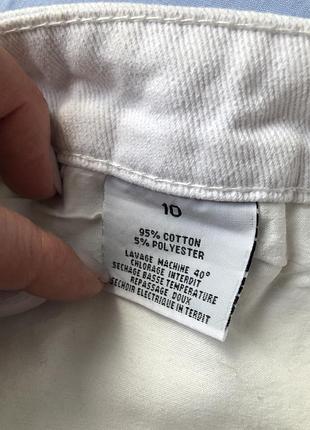 10
95% COTTON
5% POLYESTER
LAVAGE MACHINE 40°
CHLORAGE INTERDIT
SECHAGE BASSE TEMPERATURE
REPASSAGE DOUX
SECHOIR ELECTRIQUE INTERDIT